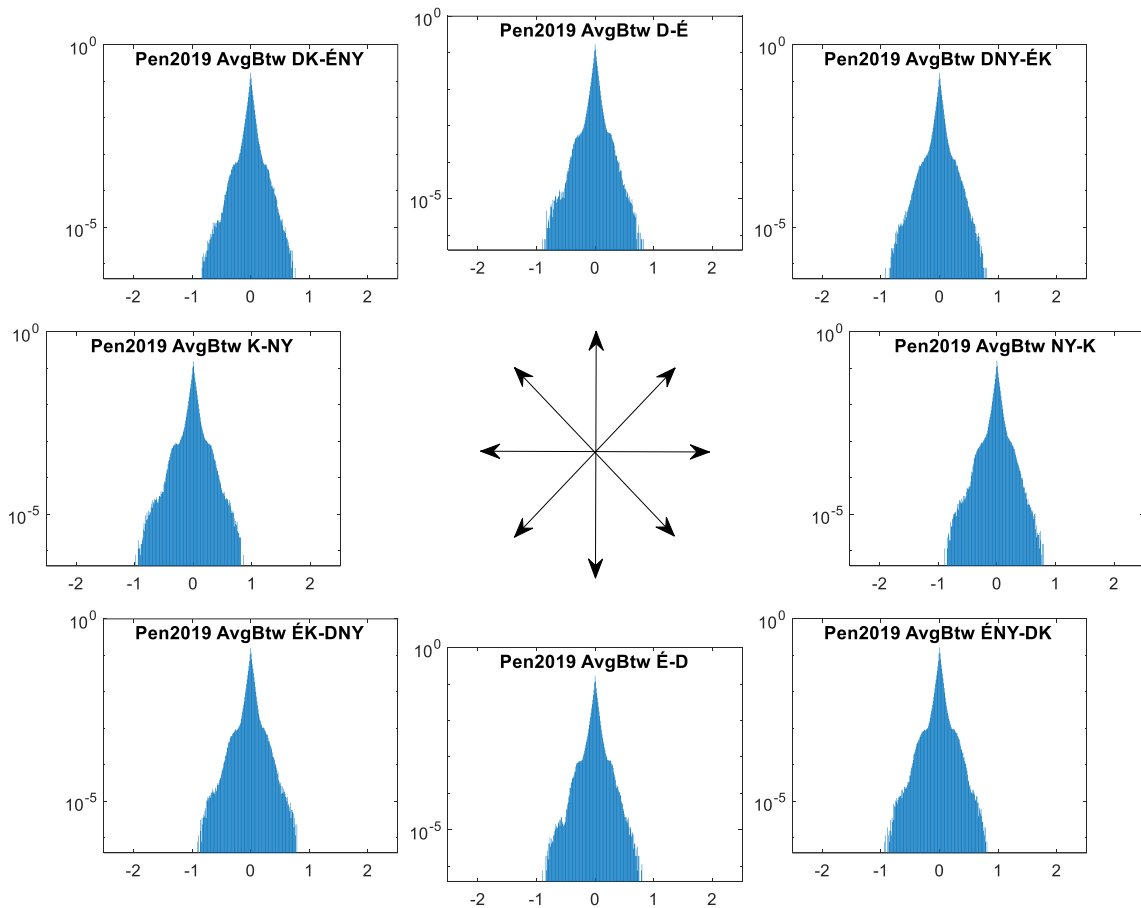 Pen2019 AvgBtw DK-ÉNY
10^0
10^-5
-2 -1 0 1 2
Pen2019 AvgBtw D-É
10^0
10^-5
-2 -1 0 1 2
Pen2019 AvgBtw DNY-ÉK
10^0
10^-5
-2 -1 0 1 2
Pen2019 AvgBtw K-NY
10^0
10^-5
-2 -1 0 1 2
Pen2019 AvgBtw NY-K
10^0
10^-5
-2 -1 0 1 2
Pen2019 AvgBtw ÉK-DNY
10^0
10^-5
-2 -1 0 1 2
Pen2019 AvgBtw É-D
10^0
10^-5
-2 -1 0 1 2
Pen2019 AvgBtw ÉNY-DK
10^0
10^-5
-2 -1 0 1 2